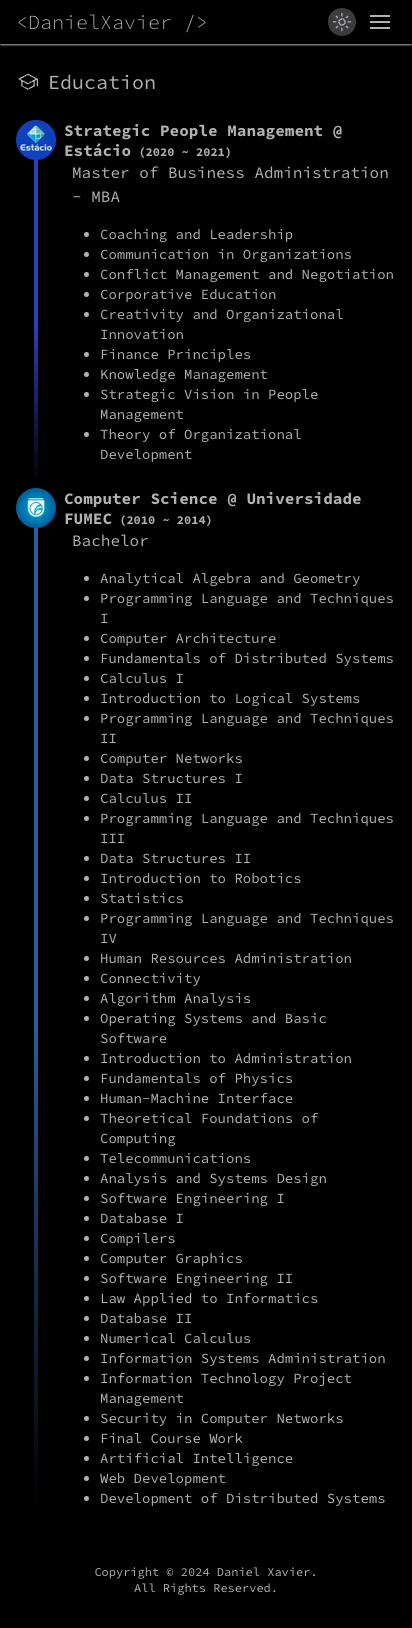 <DanielXavier />
Education
Strategic People Management @
Estácio (2020 ~ 2021)
Estácio
Master of Business Administration
- MBA
• Coaching and Leadership
• Communication in Organizations
• Conflict Management and Negotiation
• Corporative Education
• Creativity and Organizational
Innovation
• Finance Principles
• Knowledge Management
• Strategic Vision in People
Management
• Theory of Organizational
Development
Computer Science @ Universidade
FUMEC (2010 ~ 2014)
Bachelor
• Analytical Algebra and Geometry
• Programming Language and Techniques
I
• Computer Architecture
• Fundamentals of Distributed Systems
• Calculus I
• Introduction to Logical Systems
• Programming Language and Techniques
II
• Computer Networks
• Data Structures I
• Calculus II
• Programming Language and Techniques
III
• Data Structures II
• Introduction to Robotics
• Statistics
• Programming Language and Techniques
IV
• Human Resources Administration
• Connectivity
• Algorithm Analysis
• Operating Systems and Basic
Software
• Introduction to Administration
• Fundamentals of Physics
• Human-Machine Interface
• Theoretical Foundations of
Computing
• Telecommunications
• Analysis and Systems Design
• Software Engineering I
• Database I
• Compilers
• Computer Graphics
• Software Engineering II
• Law Applied to Informatics
• Database II
• Numerical Calculus
• Information Systems Administration
• Information Technology Project
Management
• Security in Computer Networks
• Final Course Work
• Artificial Intelligence
• Web Development
• Development of Distributed Systems
Copyright © 2024 Daniel Xavier.
All Rights Reserved.